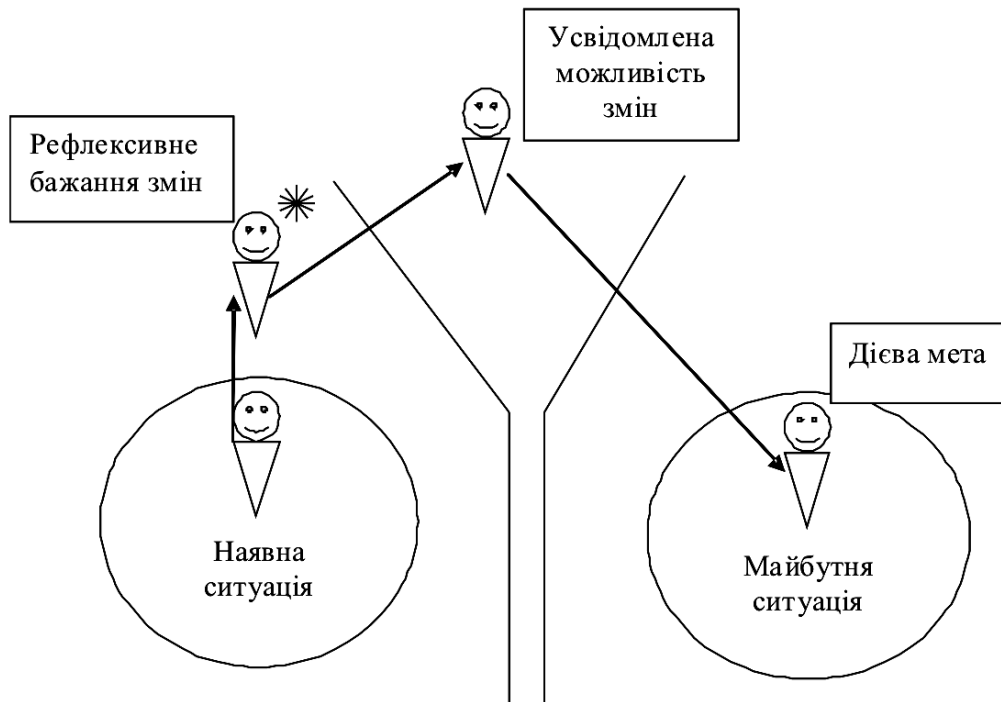 Усвідомлена
можливість
змін
Рефлексивне
бажання змін
Дієва мета
Наявна
ситуація
Майбутня
ситуація